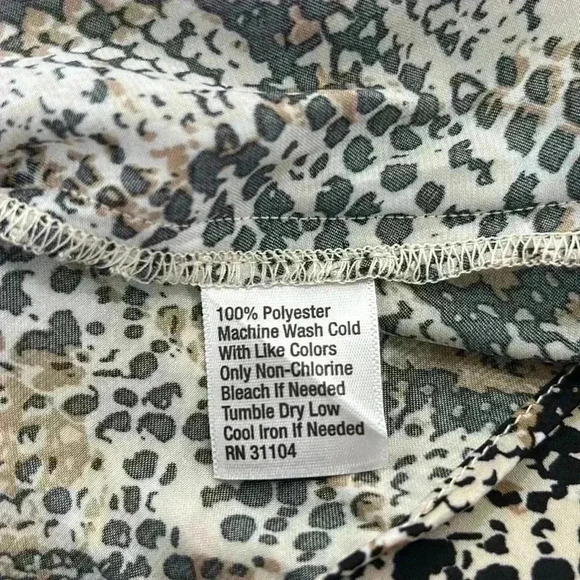 100% Polyester
Machine Wash Cold
With Like Colors
Only Non-Chlorine
Bleach If Needed
Tumble Dry Low
Cool Iron If Needed
RN 31104